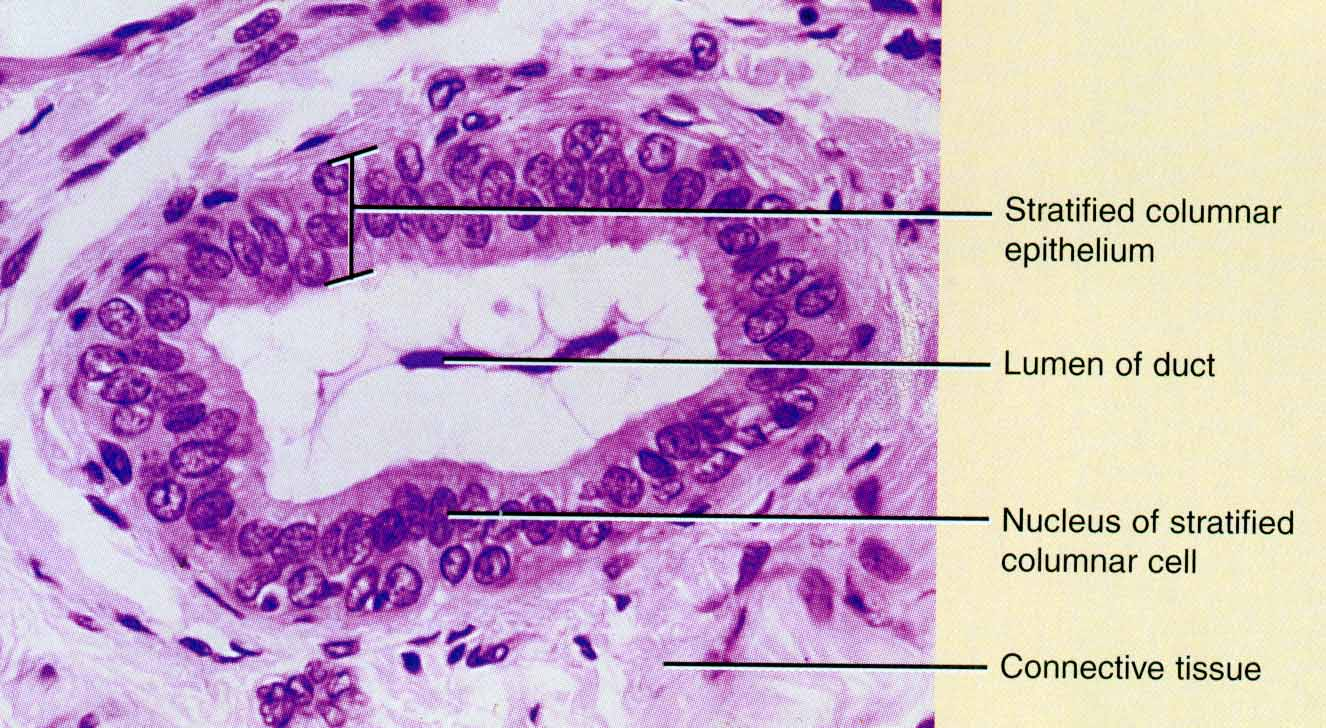 Stratified columnar
epithelium
Lumen of duct
Nucleus of stratified
columnar cell
Connective tissue